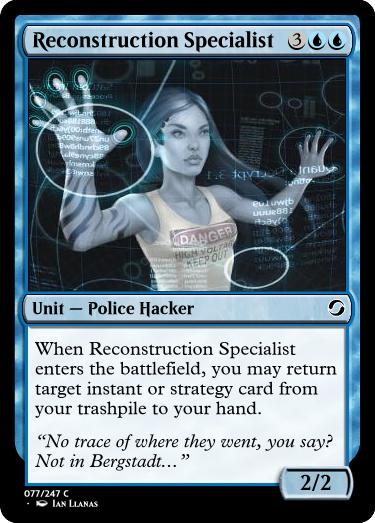 Reconstruction Specialist 3
DANGER
HIGH VOLTAGE
KEEP OUT
Unit — Police Hacker
When Reconstruction Specialist
enters the battlefield, you may return
target instant or strategy card from
your trashpile to your hand.
“No trace of where they went, you say?
Not in Bergstadt…”
2/2
077/247 C
· IAN LLANAS